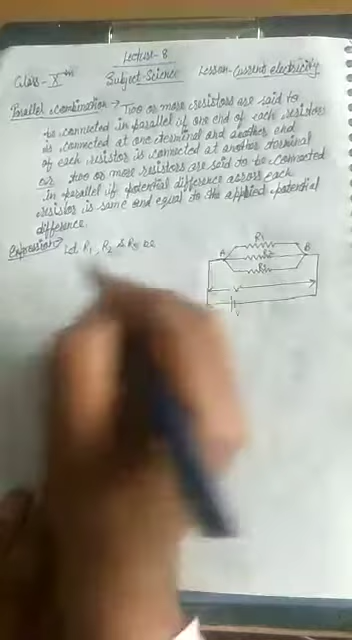 Lecture-8
Class-Xth Subject-Science Lesson-Current electricity
Parallel Combination → Two or more resistors are said to
be connected in parallel if one end of each resistors
is connected at one terminal and another end
of each resistor is connected at another terminal
or two or more resistors are said to be connected
in parallel if potential difference across each
resistor is same and equal to the applied potential
difference.
Expression → Let R1, R2 & R3 be
R1
A R2 B
R3
V
V